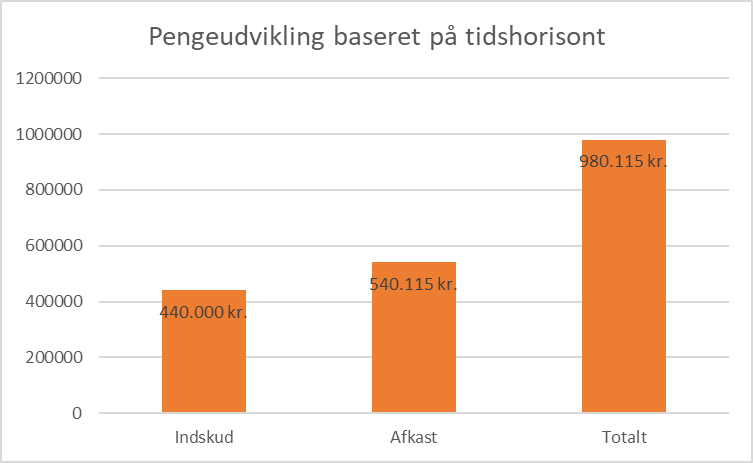 Pengeudvikling baseret på tidshorisont
1200000
1000000
800000
600000
400000
200000
0
440.000 kr.
540.115 kr.
980.115 kr.
Indskud
Afkast
Totalt